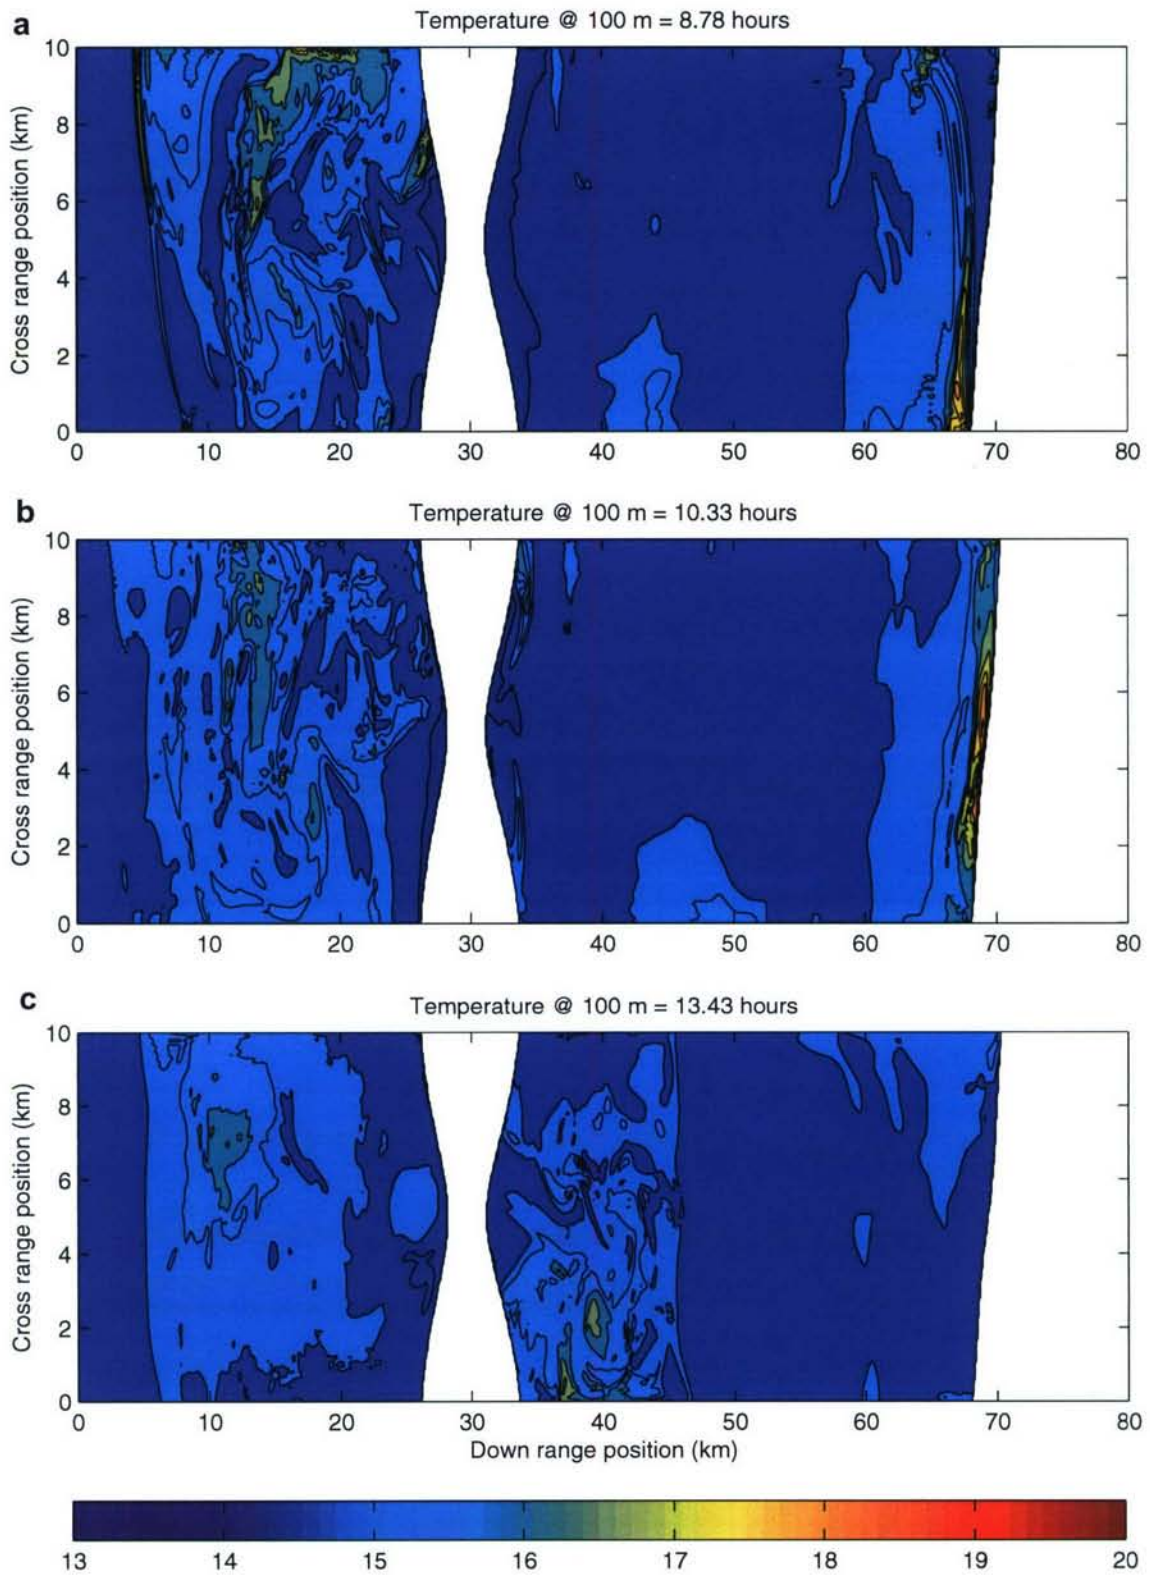 a
Temperature @ 100 m = 8.78 hours
10
8
6
4
2
0
Cross range position (km)
0 10 20 30 40 50 60 70 80
b
Temperature @ 100 m = 10.33 hours
10
8
6
4
2
0
Cross range position (km)
0 10 20 30 40 50 60 70 80
c
Temperature @ 100 m = 13.43 hours
10
8
6
4
2
0
Cross range position (km)
0 10 20 30 40 50 60 70 80
Down range position (km)
13 14 15 16 17 18 19 20